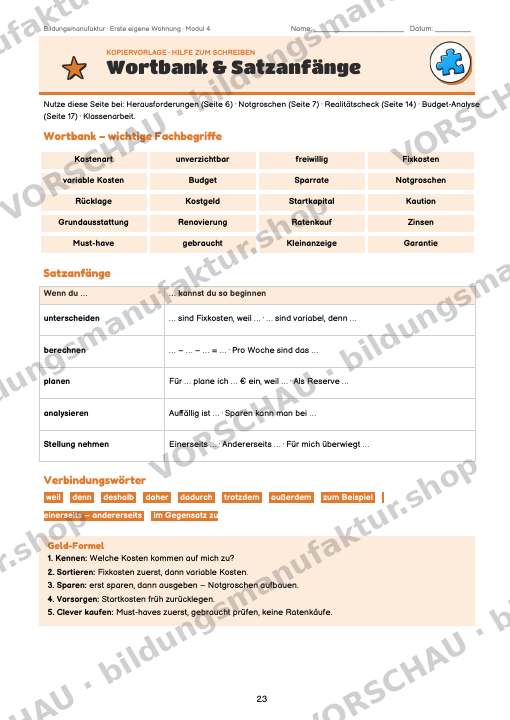 Bildungsmanufaktur · Erste eigene Wohnung · Modul 4 Name: Datum:
KOPIERVORLAGE · HILFE ZUM SCHREIBEN
Wortbank & Satzanfänge
Nutze diese Seite bei: Herausforderungen (Seite 6) · Notgroschen (Seite 7) · Realitätscheck (Seite 14) · Budget-Analyse
(Seite 17) · Klassenarbeit.
Wortbank – wichtige Fachbegriffe
Kostenart unverzichtbar freiwillig Fixkosten
variable Kosten Budget Sparrate Notgroschen
Rücklage Kostgeld Startkapital Kaution
Grundausstattung Renovierung Ratenkauf Zinsen
Must-have gebraucht Kleinanzeige Garantie
Satzanfänge
Wenn du ... ... kannst du so beginnen
unterscheiden ... sind Fixkosten, weil ... · ... sind variabel, denn ...
berechnen ... – ... – ... = ... · Pro Woche sind das ...
planen Für ... plane ich ... € ein, weil ... · Als Reserve ...
analysieren Auffällig ist ... · Sparen kann man bei ...
Stellung nehmen Einerseits ... · Andererseits ... · Für mich überwiegt ...
Verbindungswörter
weil denn deshalb daher dadurch trotzdem außerdem zum Beispiel
einerseits – andererseits im Gegensatz zu
Geld-Formel
1. Kennen: Welche Kosten kommen auf mich zu?
2. Sortieren: Fixkosten zuerst, dann variable Kosten.
3. Sparen: erst sparen, dann ausgeben – Notgroschen aufbauen.
4. Vorsorgen: Startkosten früh zurücklegen.
5. Clever kaufen: Must-haves zuerst, gebraucht prüfen, keine Ratenkäufe.
23
VORSCHAU · bildungsmanufaktur.shop